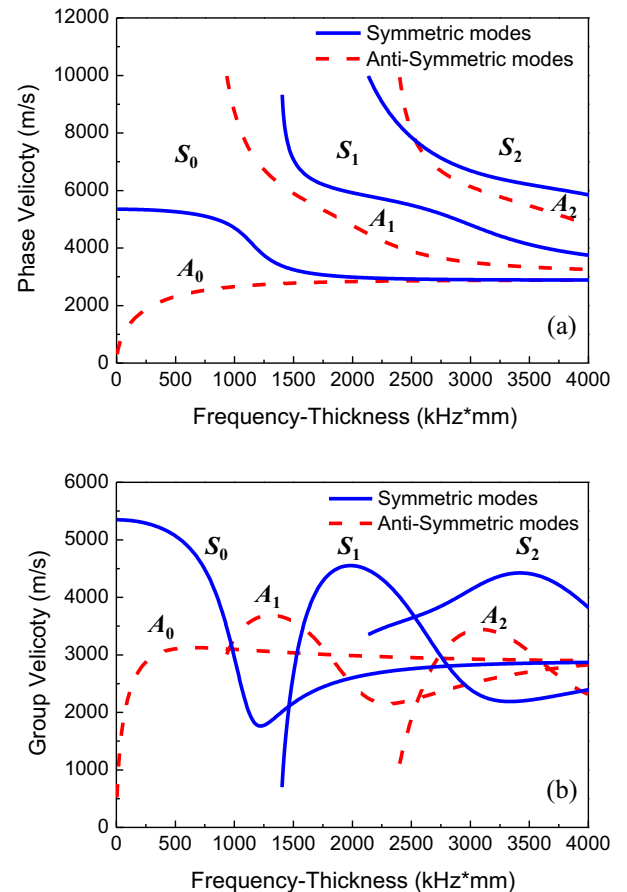 (a)
Symmetric modes
Anti-Symmetric modes
12000
10000
8000
6000
4000
2000
0
Phase Velicoty (m/s)
S0
S1
S2
A0
A1
A2
0 500 1000 1500 2000 2500 3000 3500 4000
Frequency-Thickness (kHz*mm)
(b)
Symmetric modes
Anti-Symmetric modes
6000
5000
4000
3000
2000
1000
0
Group Velicoty (m/s)
S0
S1
S2
A0
A1
A2
0 500 1000 1500 2000 2500 3000 3500 4000
Frequency-Thickness (kHz*mm)